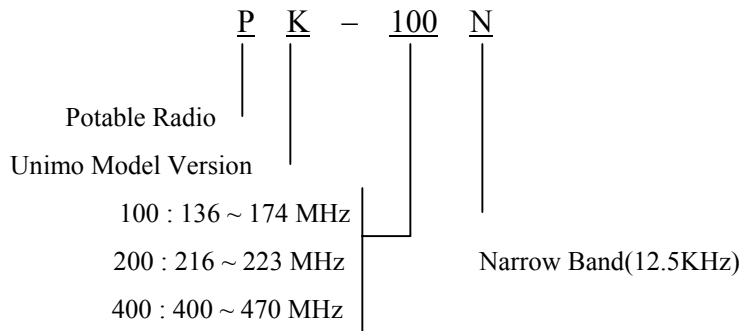 P K – 100 N
Potable Radio
Unimo Model Version
100 : 136 ~ 174 MHz
200 : 216 ~ 223 MHz
Narrow Band(12.5KHz)
400 : 400 ~ 470 MHz